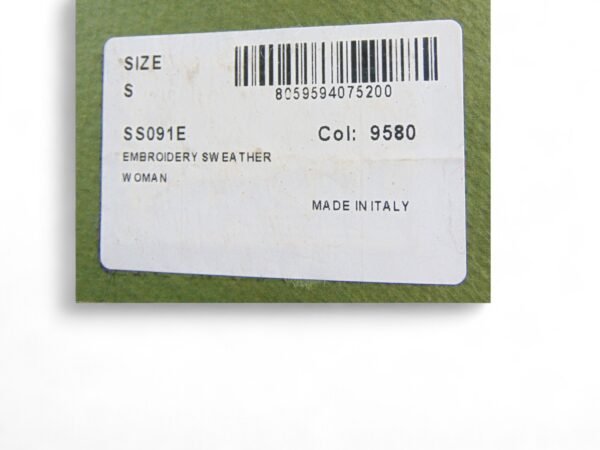 SIZE
S
8059594075200
SS091E
Col: 9580
EMBROIDERY SWEATHER
WOMAN
MADE IN ITALY